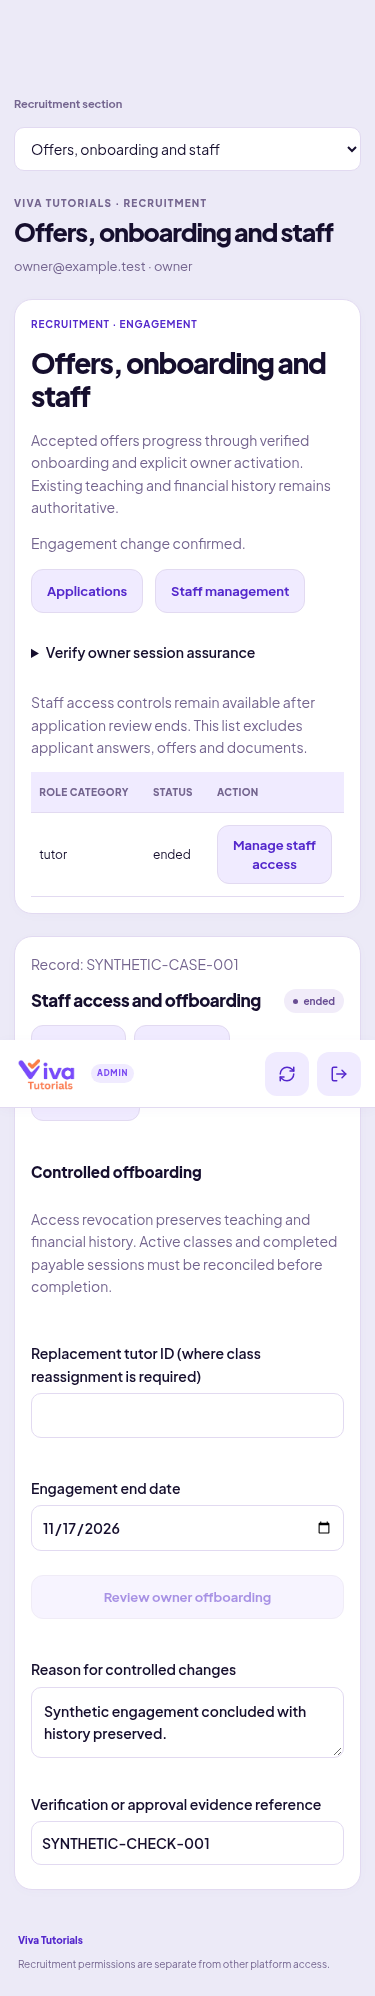 Recruitment section
Offers, onboarding and staff
VIVA TUTORIALS · RECRUITMENT
Offers, onboarding and staff
owner@example.test · owner
RECRUITMENT · ENGAGEMENT
Offers, onboarding and
staff
Accepted offers progress through verified
onboarding and explicit owner activation.
Existing teaching and financial history remains
authoritative.
Engagement change confirmed.
Applications
Staff management
Verify owner session assurance
Staff access controls remain available after
application review ends. This list excludes
applicant answers, offers and documents.
ROLE CATEGORY STATUS ACTION
tutor ended Manage staff
access
Record: SYNTHETIC-CASE-001
Staff access and offboarding
ended
Viva
Tutorials
ADMIN
Controlled offboarding
Access revocation preserves teaching and
financial history. Active classes and completed
payable sessions must be reconciled before
completion.
Replacement tutor ID (where class
reassignment is required)
Engagement end date
11/17/2026
Review owner offboarding
Reason for controlled changes
Synthetic engagement concluded with
history preserved.
Verification or approval evidence reference
SYNTHETIC-CHECK-001
Viva Tutorials
Recruitment permissions are separate from other platform access.